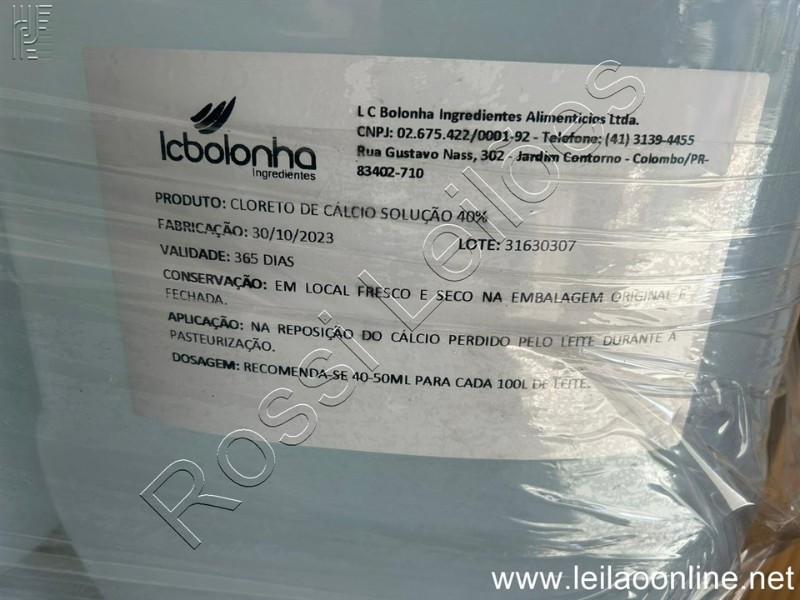 L C Bolonha Ingredientes Alimenticios Ltda.
CNPJ: 02.675.422/0001-92 - Telefone: (41) 3139-4455
Rua Gustavo Nass, 302 - Jardim Contorno - Colombo/PR-
83402-710
lcbolonha
Ingredientes
PRODUTO: CLORETO DE CÁLCIO SOLUÇÃO 40%
FABRICAÇÃO: 30/10/2023 LOTE: 31630307
VALIDADE: 365 DIAS
CONSERVAÇÃO: EM LOCAL FRESCO E SECO NA EMBALAGEM ORIGINAL E
FECHADA.
APLICAÇÃO: NA REPOSIÇÃO DO CÁLCIO PERDIDO PELO LEITE DURANTE A
PASTEURIZAÇÃO.
DOSAGEM: RECOMENDA-SE 40-50ML PARA CADA 100L DE LEITE.
Rossi Leilões
www.leilaoonline.net